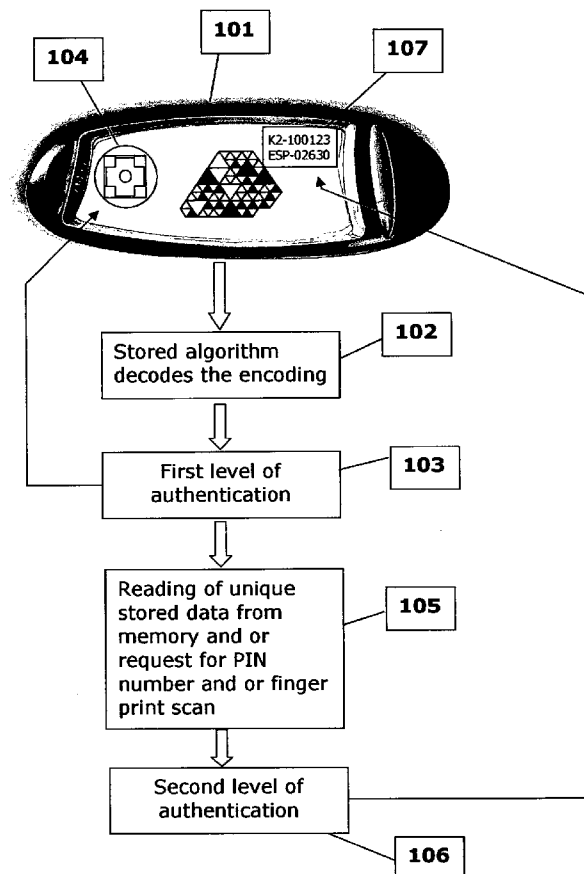 101
107
104
K2-100123
ESP-02630
102
Stored algorithm
decodes the encoding
First level of
authentication
103
Reading of unique
stored data from
memory and or
request for PIN
number and or finger
print scan
105
Second level of
authentication
106